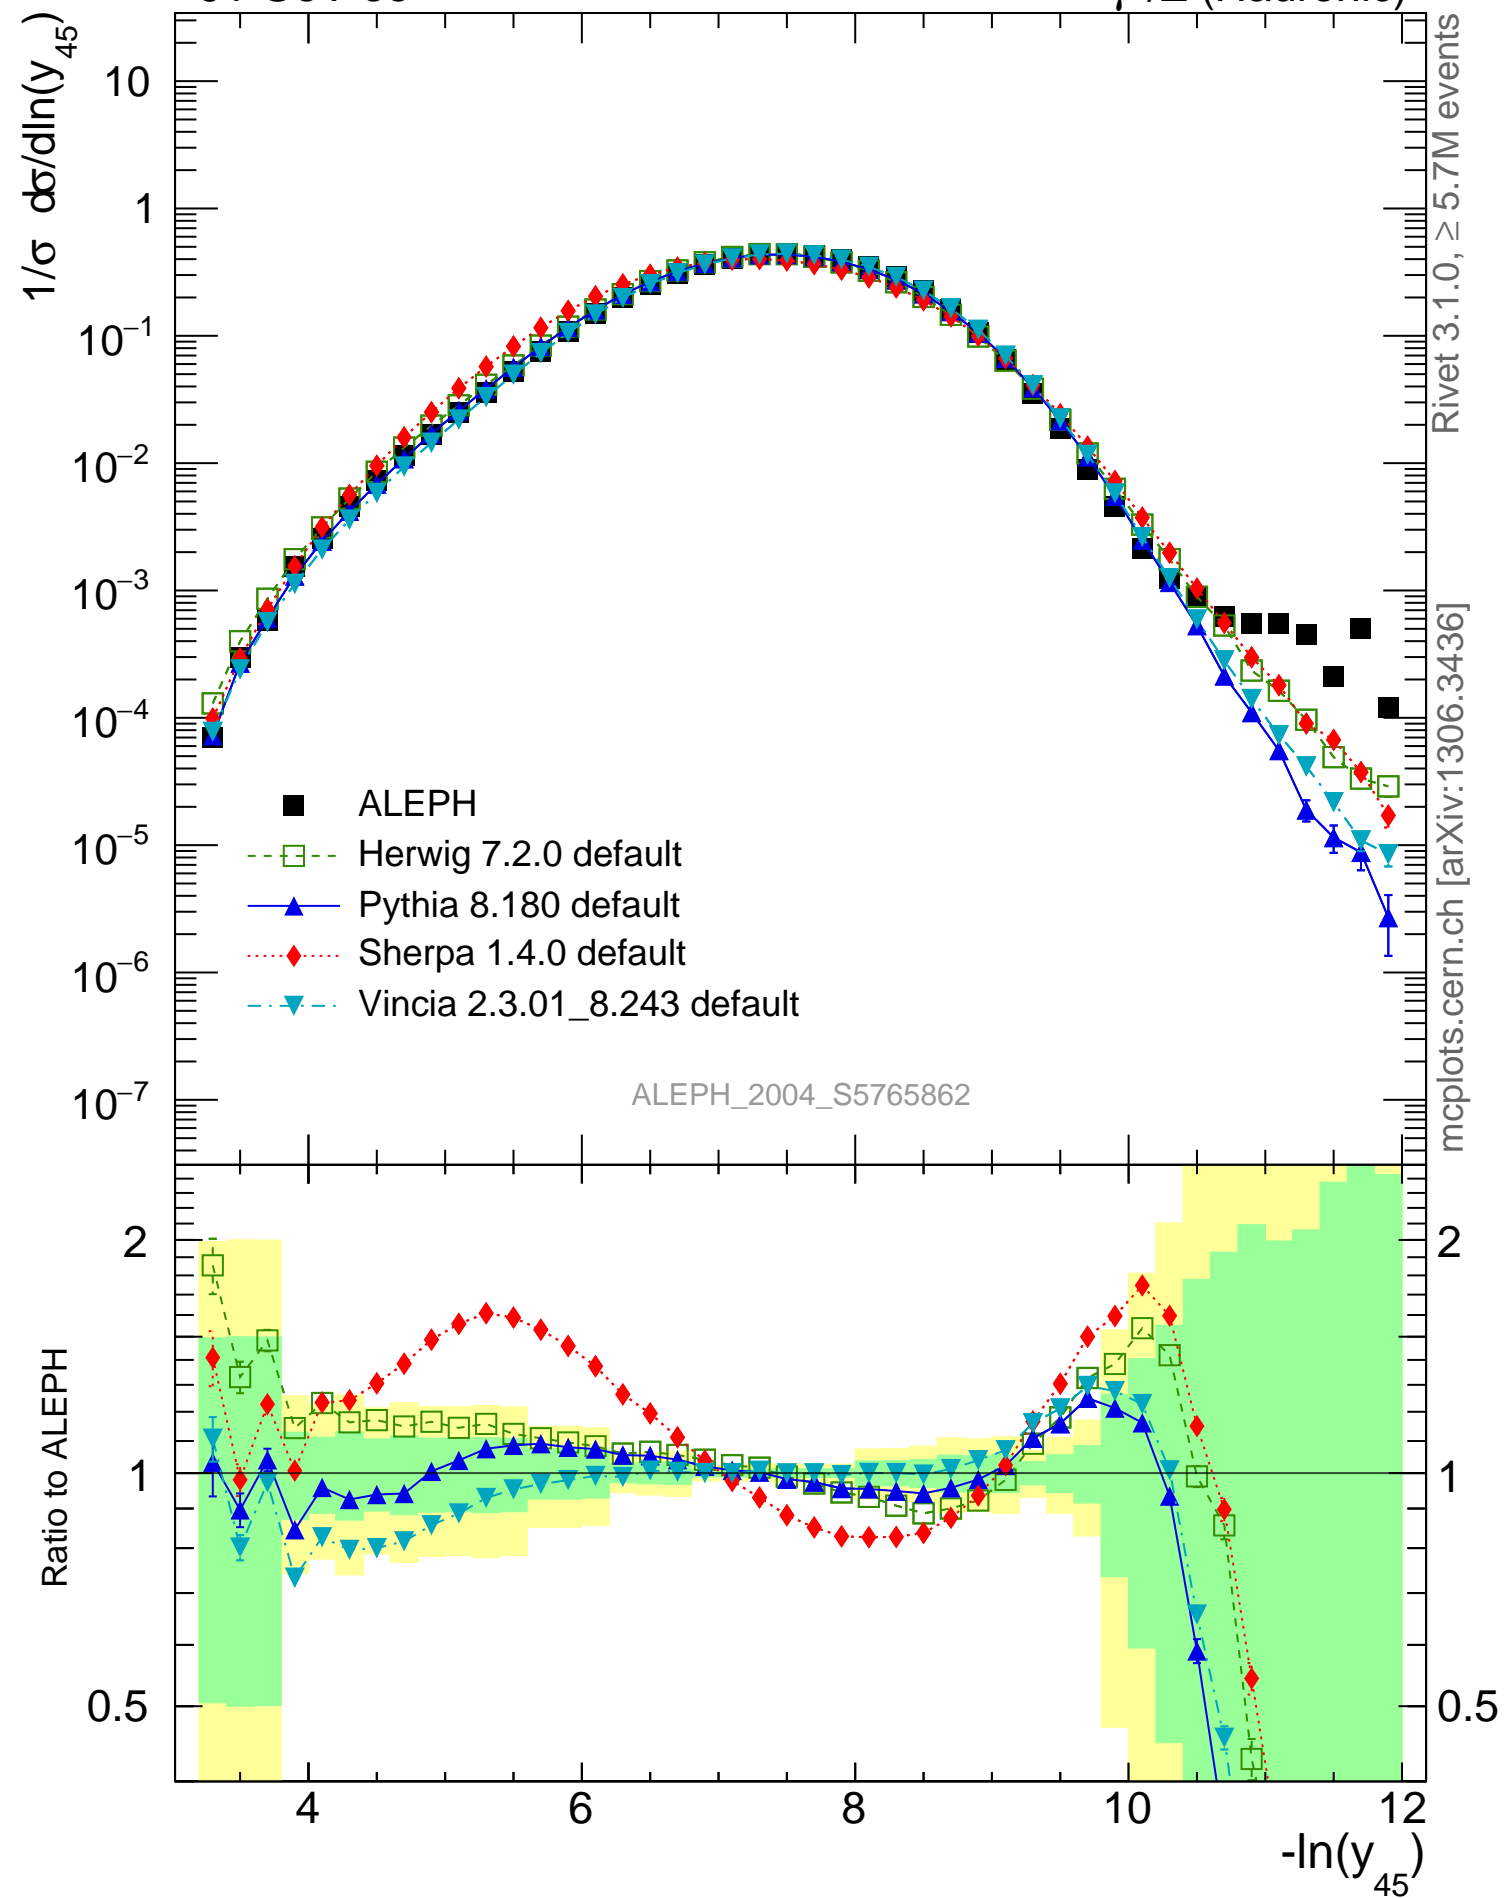 1/σ dσ/dln(y45)
10
1
10−1
10−2
10−3
10−4
10−5
10−6
10−7
ALEPH
Herwig 7.2.0 default
Pythia 8.180 default
Sherpa 1.4.0 default
Vincia 2.3.01_8.243 default
ALEPH_2004_S5765862
Rivet 3.1.0, ≥ 5.7M events
mcplots.cern.ch [arXiv:1306.3436]
Ratio to ALEPH
2
1
0.5
2
1
0.5
4
6
8
10
12
-ln(y45)